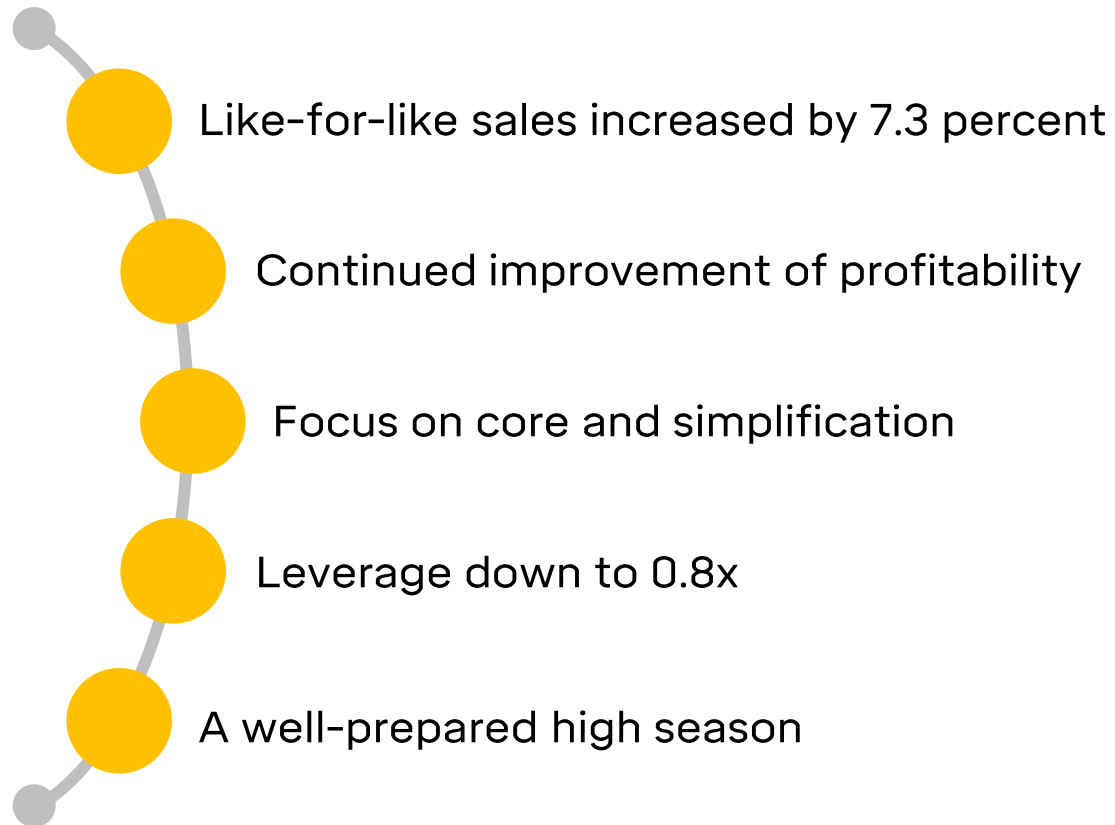 Like-for-like sales increased by 7.3 percent
Continued improvement of profitability
Focus on core and simplification
Leverage down to 0.8x
A well-prepared high season